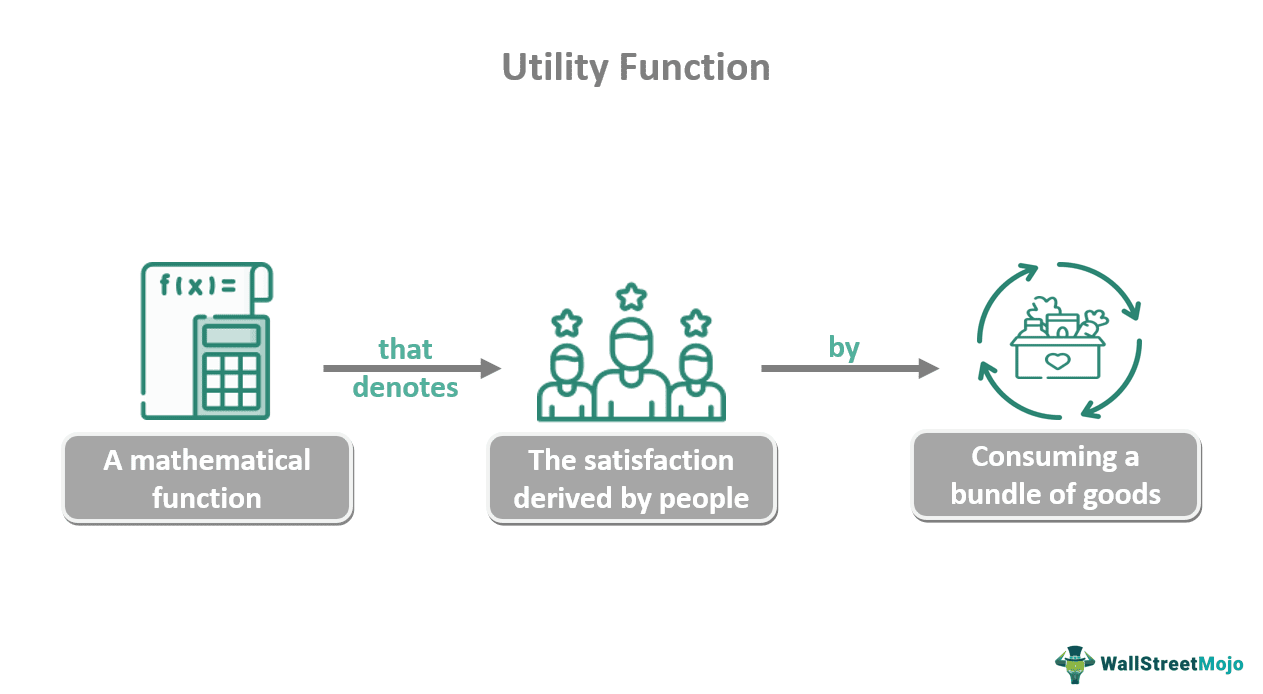 Utility Function
f(x)=
that
denotes
by
A mathematical
function
The satisfaction
derived by people
Consuming a
bundle of goods
WallStreetMojo